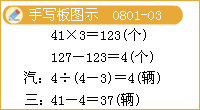 手写板图示 0801-03
41×3=123(个)
127-123=4(个)
汽：4÷(4-3)=4(辆)
三：41-4=37(辆)